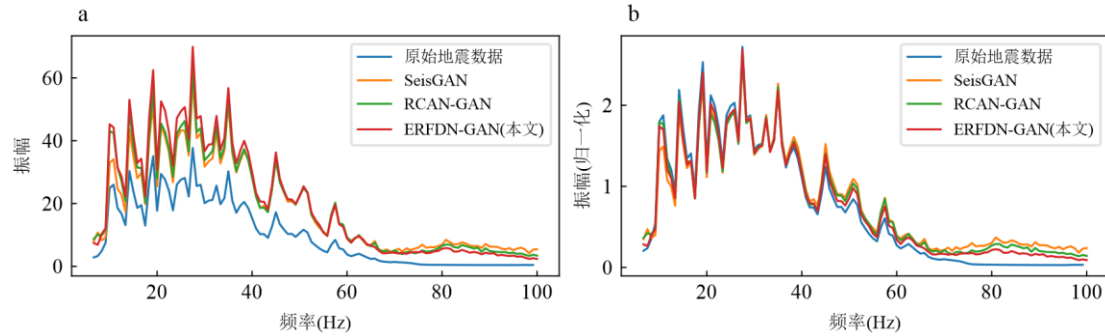 a
60
40
20
0
振幅
原始地震数据
SeisGAN
RCAN-GAN
ERFDN-GAN(本文)
20
40
60
80
100
频率(Hz)
b
2
1
0
振幅(归一化)
原始地震数据
SeisGAN
RCAN-GAN
ERFDN-GAN(本文)
20
40
60
80
100
频率(Hz)